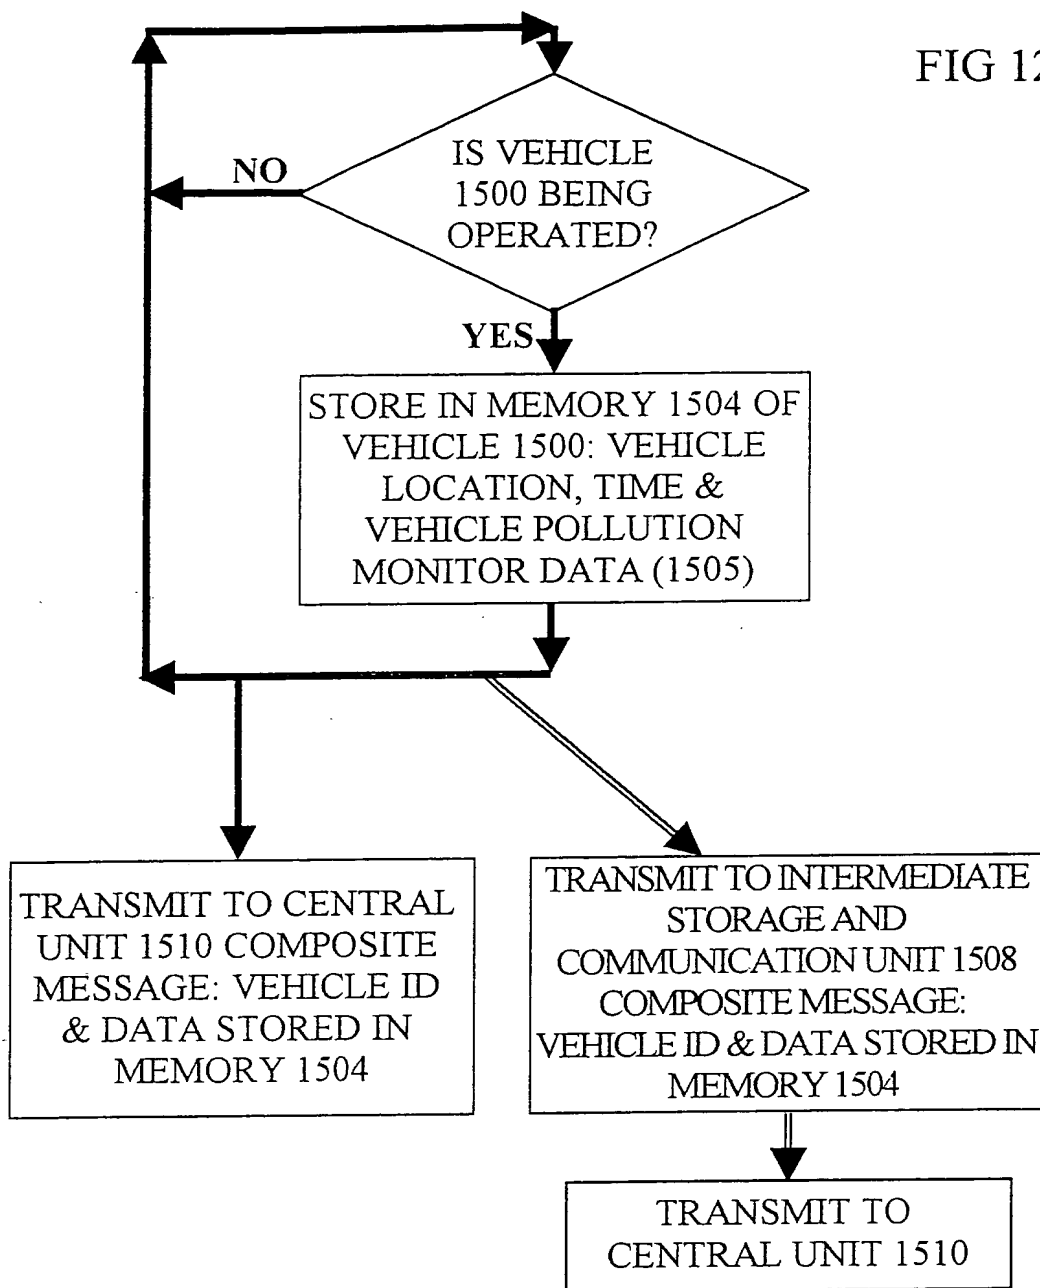 FIG 12
IS VEHICLE
1500 BEING
OPERATED?
NO
YES
STORE IN MEMORY 1504 OF
VEHICLE 1500: VEHICLE
LOCATION, TIME &
VEHICLE POLLUTION
MONITOR DATA (1505)
TRANSMIT TO CENTRAL
UNIT 1510 COMPOSITE
MESSAGE: VEHICLE ID
& DATA STORED IN
MEMORY 1504
TRANSMIT TO INTERMEDIATE
STORAGE AND
COMMUNICATION UNIT 1508
COMPOSITE MESSAGE:
VEHICLE ID & DATA STORED IN
MEMORY 1504
TRANSMIT TO
CENTRAL UNIT 1510